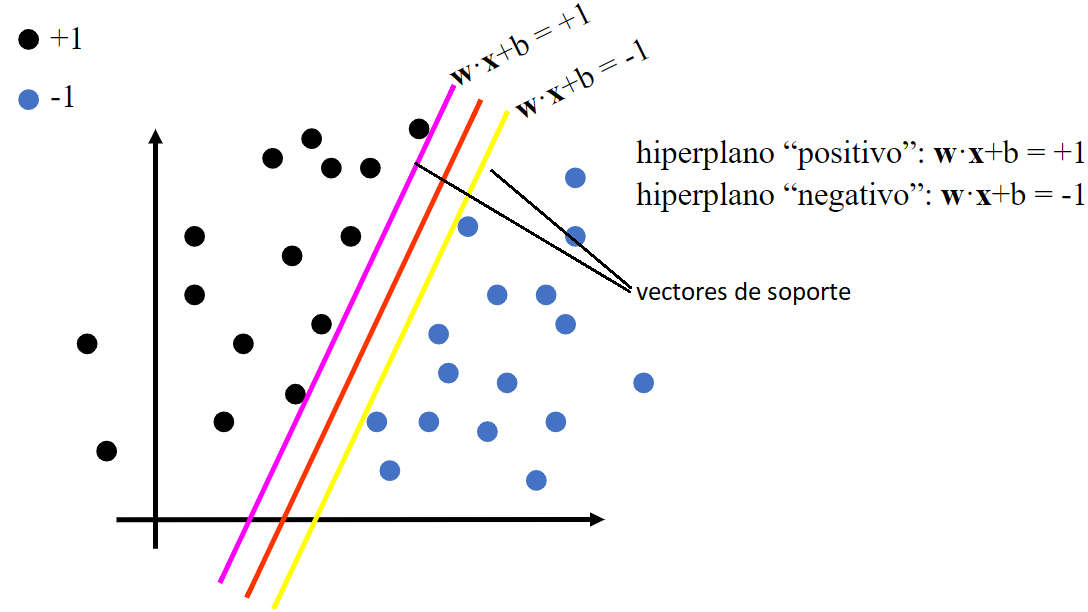 +1
-1
w·x+b = +1
w·x+b = -1
hiperplano “positivo”: w·x+b = +1
hiperplano “negativo”: w·x+b = -1
vectores de soporte